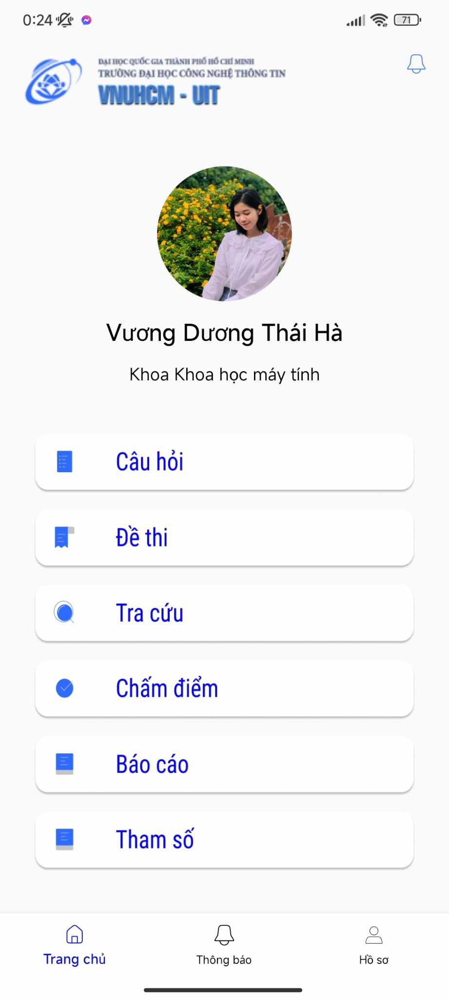 0:24
71
ĐẠI HỌC QUỐC GIA THÀNH PHỐ HỒ CHÍ MINH
TRƯỜNG ĐẠI HỌC CÔNG NGHỆ THÔNG TIN
VNUHCM - UIT
Vương Dương Thái Hà
Khoa Khoa học máy tính
Câu hỏi
Đề thi
Tra cứu
Chấm điểm
Báo cáo
Tham số
Trang chủ
Thông báo
Hồ sơ